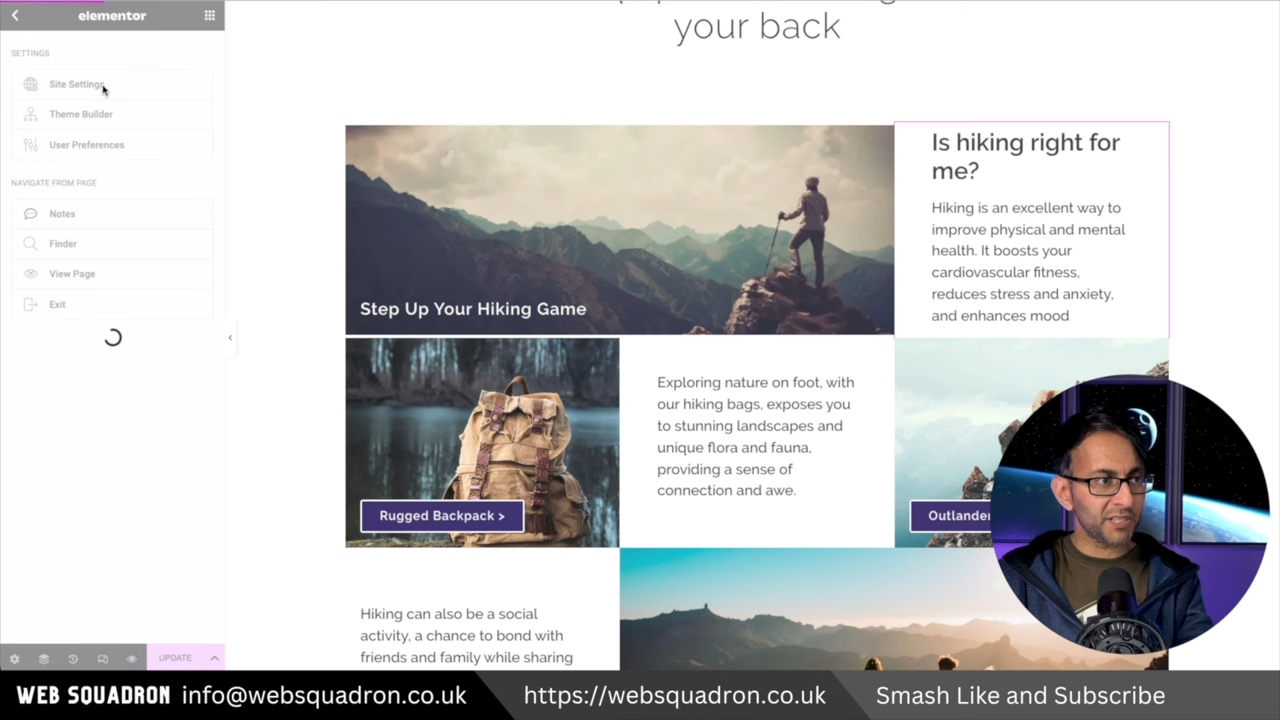 elementor
SETTINGS
Site Settings
Theme Builder
User Preferences
NAVIGATE FROM PAGE
Notes
Finder
View Page
Exit
UPDATE
your back
Step Up Your Hiking Game
Is hiking right for
me?
Hiking is an excellent way to
improve physical and mental
health. It boosts your
cardiovascular fitness,
reduces stress and anxiety,
and enhances mood
Rugged Backpack >
Exploring nature on foot, with
our hiking bags, exposes you
to stunning landscapes and
unique flora and fauna,
providing a sense of
connection and awe.
Outlander
Hiking can also be a social
activity, a chance to bond with
friends and family while sharing
WEB SQUADRON info@websquadron.co.uk
https://websquadron.co.uk
Smash Like and Subscribe